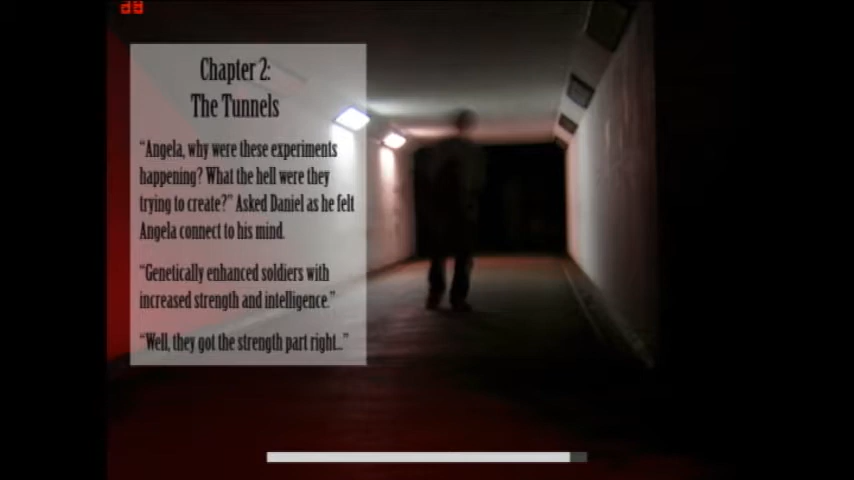 Chapter 2:
The Tunnels
“Angela, why were these experiments
happening? What the hell were they
trying to create?” Asked Daniel as he felt
Angela connect to his mind.
“Genetically enhanced soldiers with
increased strength and intelligence.”
“Well, they got the strength part right...”